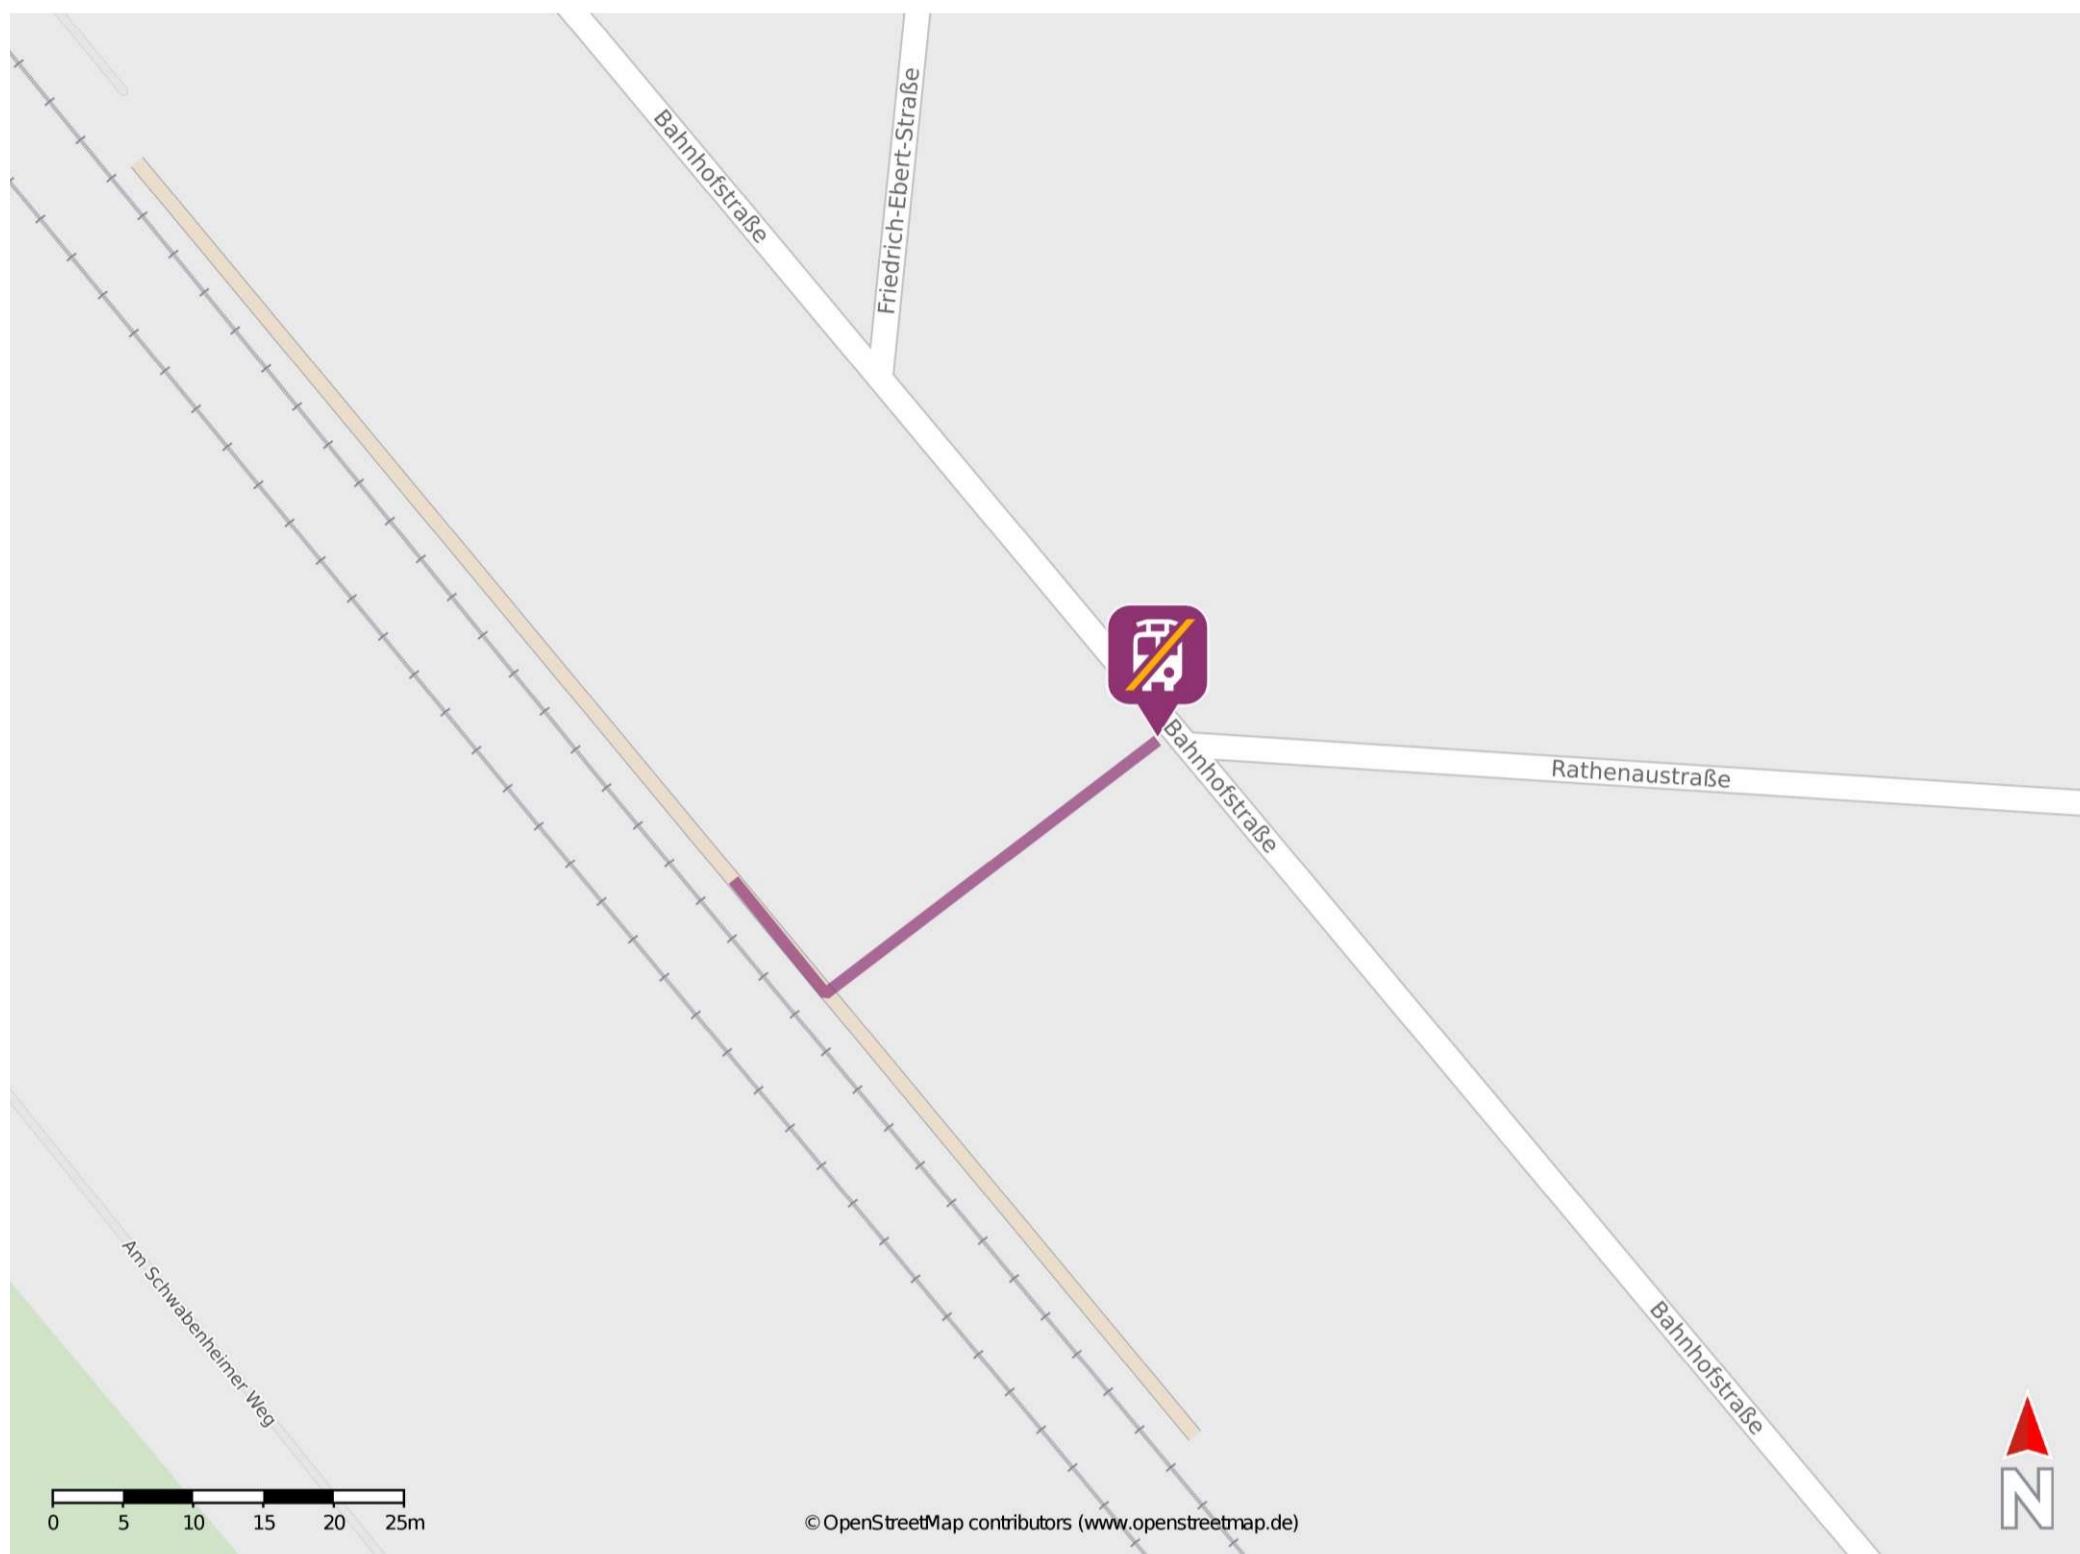 Friedrich-Ebert-Straße
Bahnhofstraße
Bahnhofstraße
Rathenaustraße
Am Schwabenheimer Weg
Bahnhofstraße
N
0 5 10 15 20 25m
© OpenStreetMap contributors (www.openstreetmap.de)